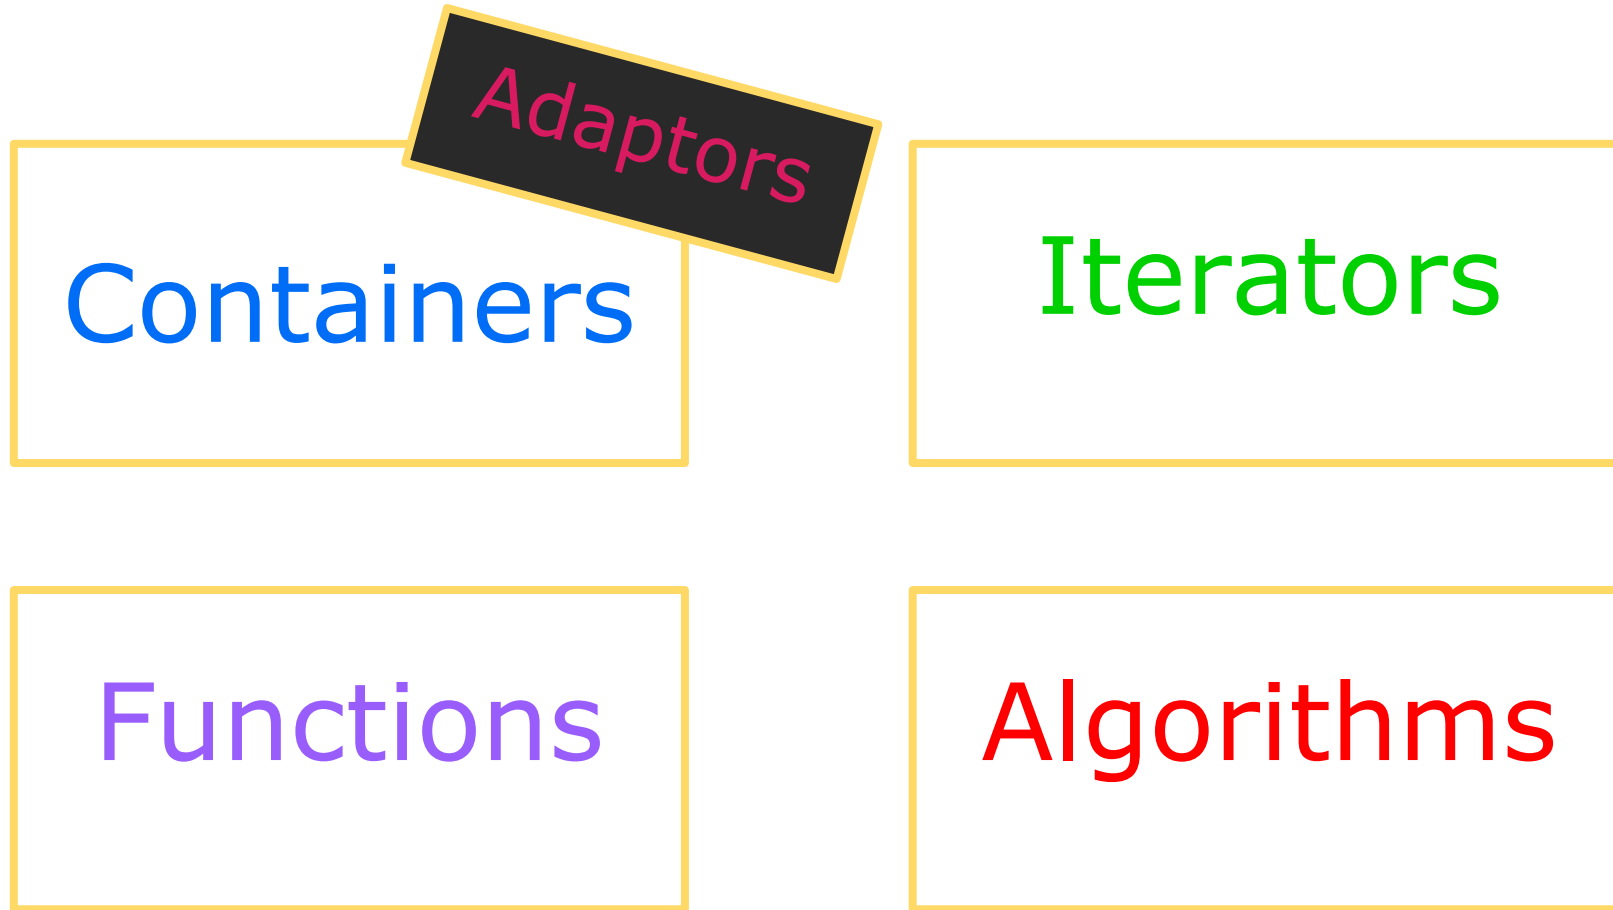 Adaptors
Containers
Iterators
Functions
Algorithms